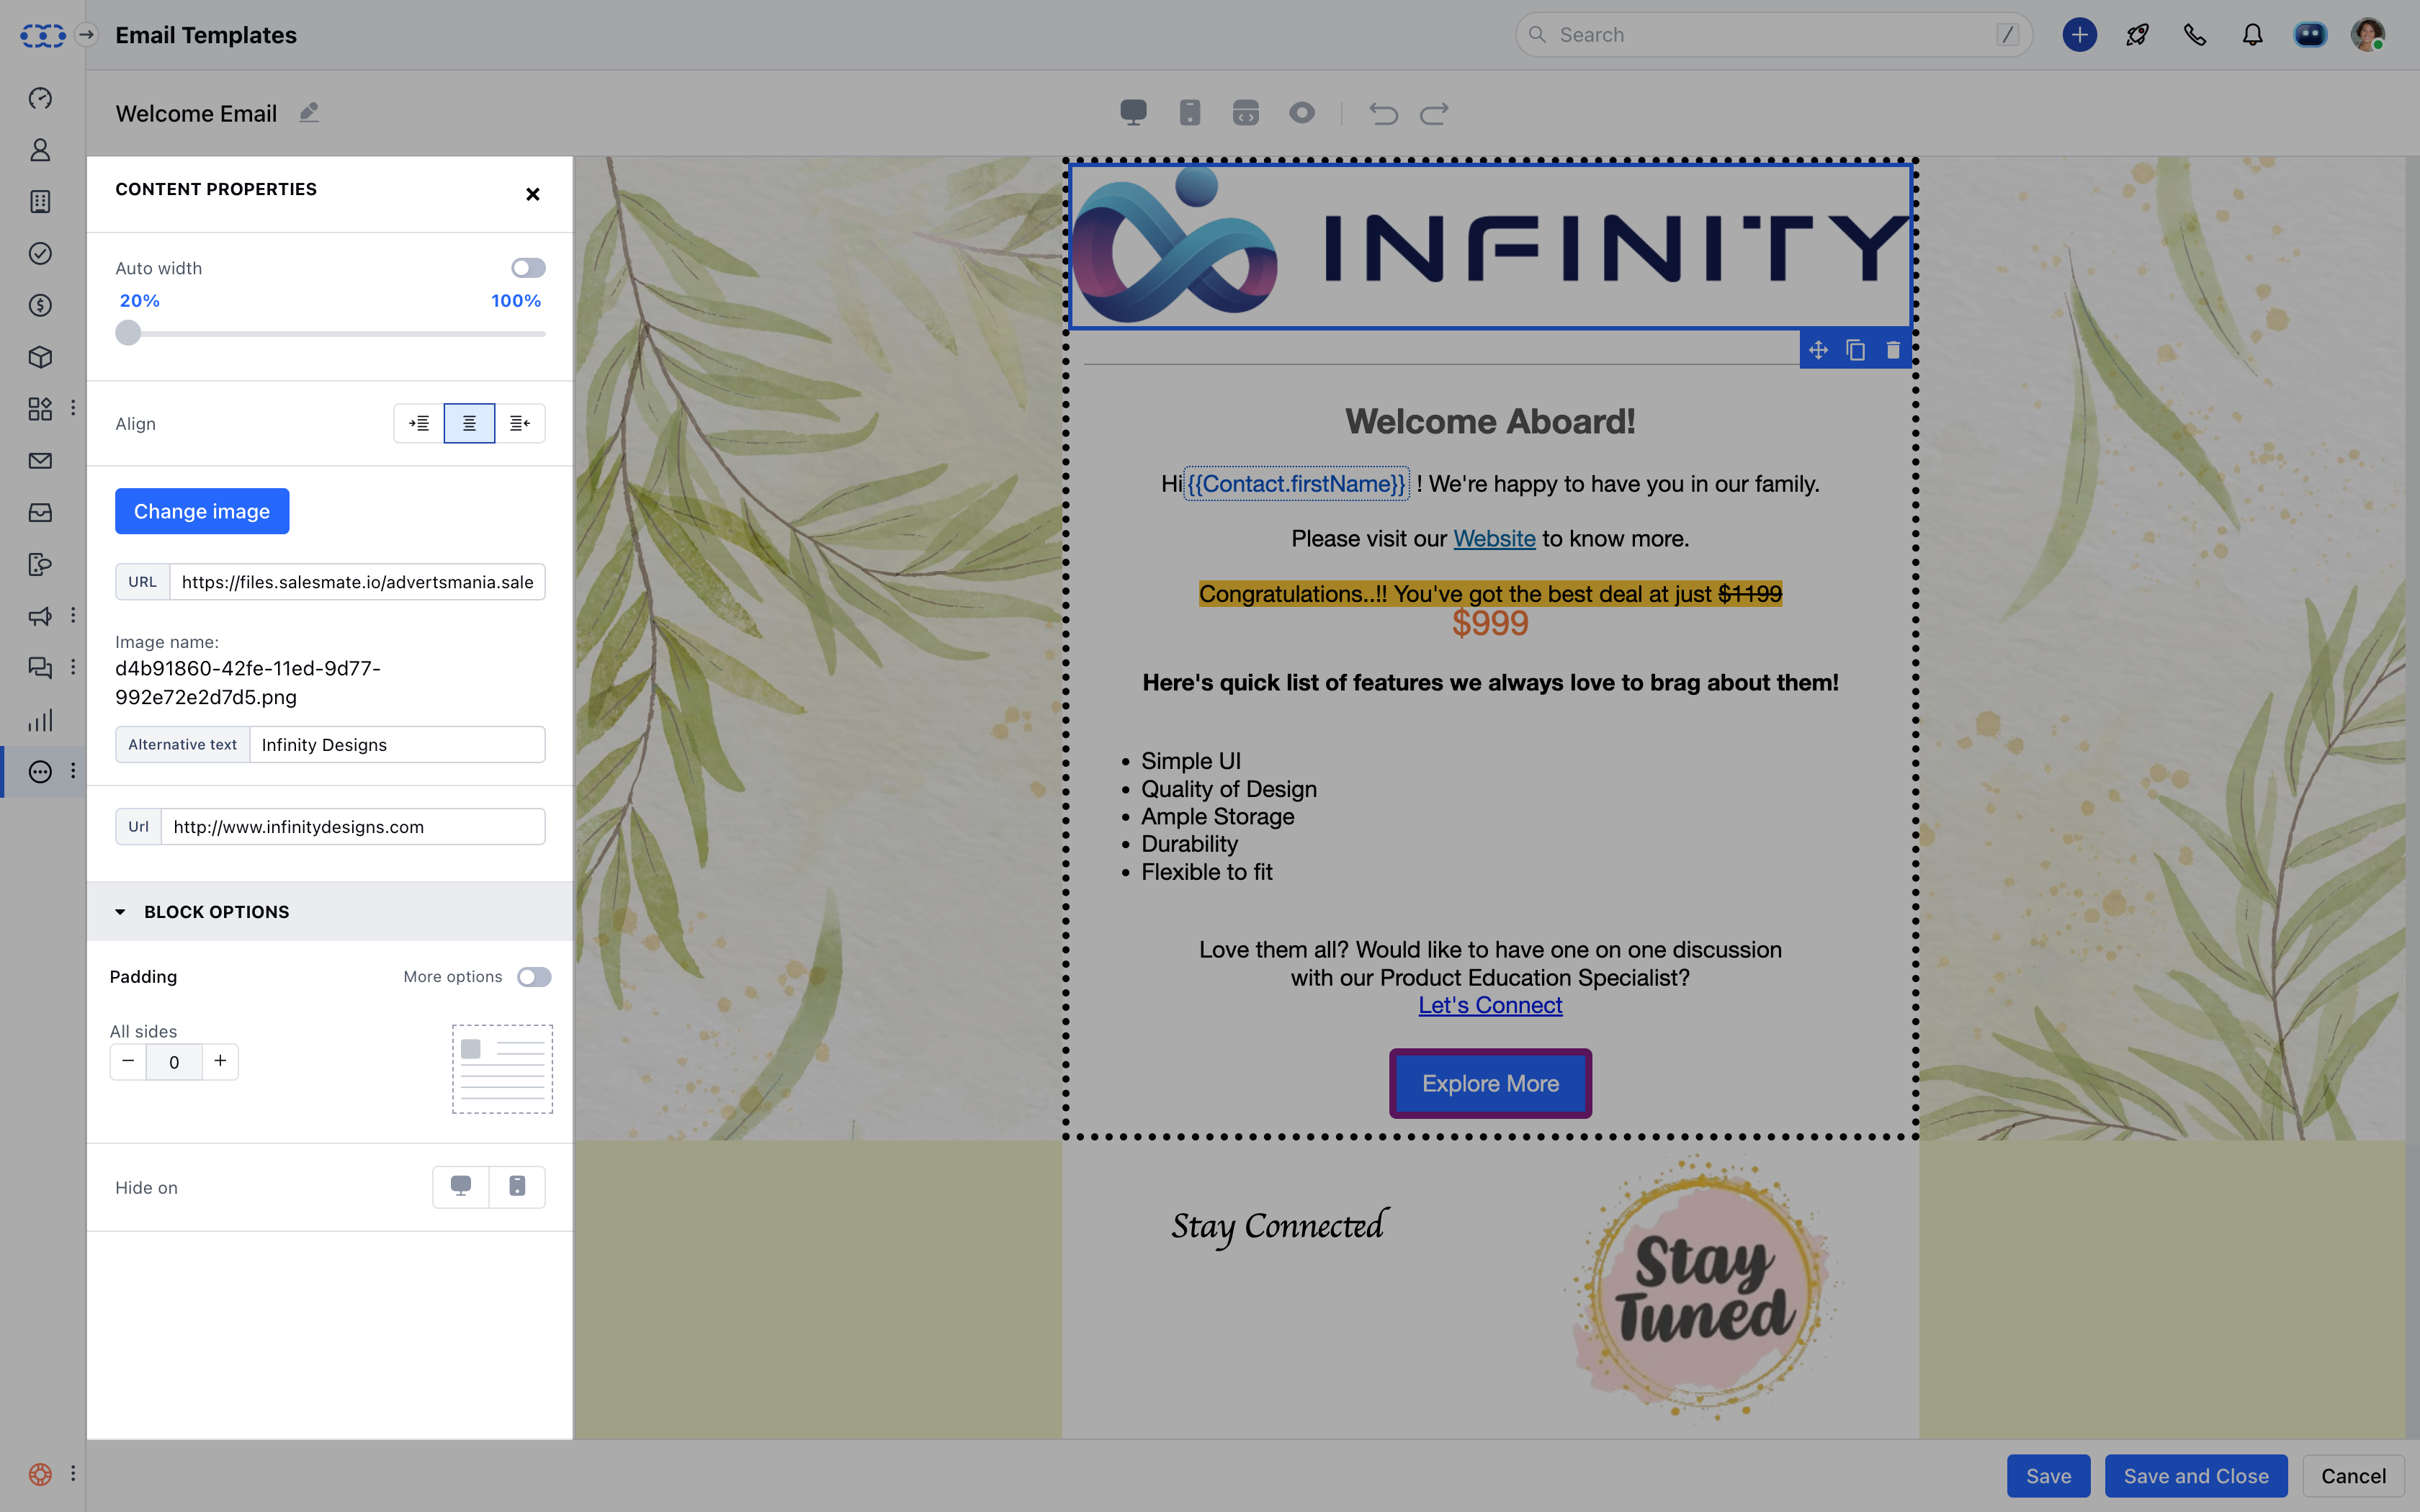 Email Templates
Search
/
Welcome Email
CONTENT PROPERTIES
Auto width
20%
100%
Align
Change image
URL
https://files.salesmate.io/advertsmania.sale
Image name:
d4b91860-42fe-11ed-9d77-
992e72e2d7d5.png
Alternative text
Infinity Designs
Url
http://www.infinitydesigns.com
BLOCK OPTIONS
Padding
More options
All sides
0
Hide on
INFINITY
Welcome Aboard!
Hi {{Contact.firstName}} ! We're happy to have you in our family.
Please visit our Website to know more.
Congratulations..!! You've got the best deal at just $1199
$999
Here's quick list of features we always love to brag about them!
• Simple UI
• Quality of Design
• Ample Storage
• Durability
• Flexible to fit
Love them all? Would like to have one on one discussion
with our Product Education Specialist?
Let's Connect
Explore More
Stay Connected
Stay
Tuned
Save
Save and Close
Cancel